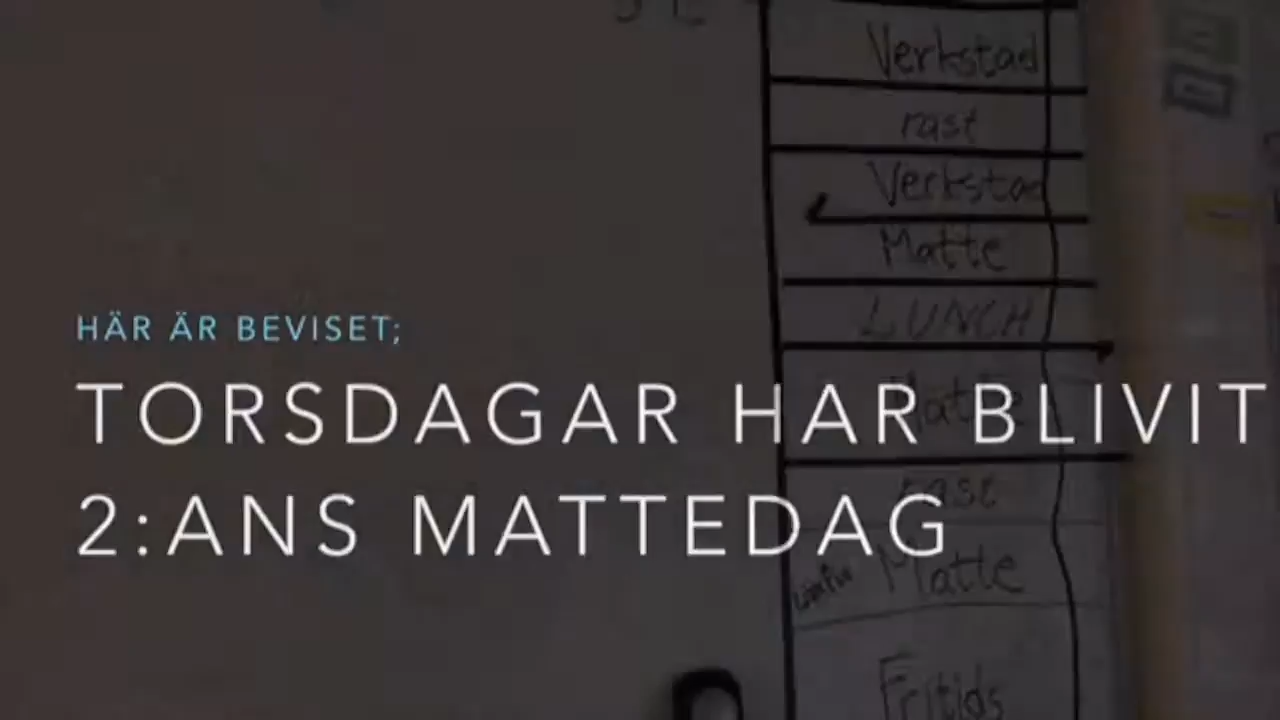 Verkstad
rast
Verkstad
Matte
LUNCH
HÄR ÄR BEVISET;
TORSDAGAR HAR BLIVIT
Matte
rast
2:ANS MATTEDAG
Matte
Fritids